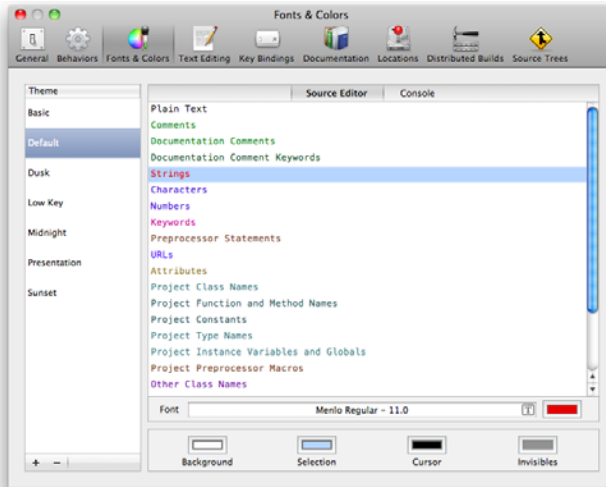 Fonts & Colors
General Behaviors Fonts & Colors Text Editing Key Bindings Documentation Locations Distributed Builds Source Trees
Theme
Basic
Default
Dusk
Low Key
Midnight
Presentation
Sunset
Source Editor Console
Plain Text
Comments
Documentation Comments
Documentation Comment Keywords
Strings
Characters
Numbers
Keywords
Preprocessor Statements
URLs
Attributes
Project Class Names
Project Function and Method Names
Project Constants
Project Type Names
Project Instance Variables and Globals
Project Preprocessor Macros
Other Class Names
Font Menlo Regular - 11.0 T
Background Selection Cursor Invisibles
+ −